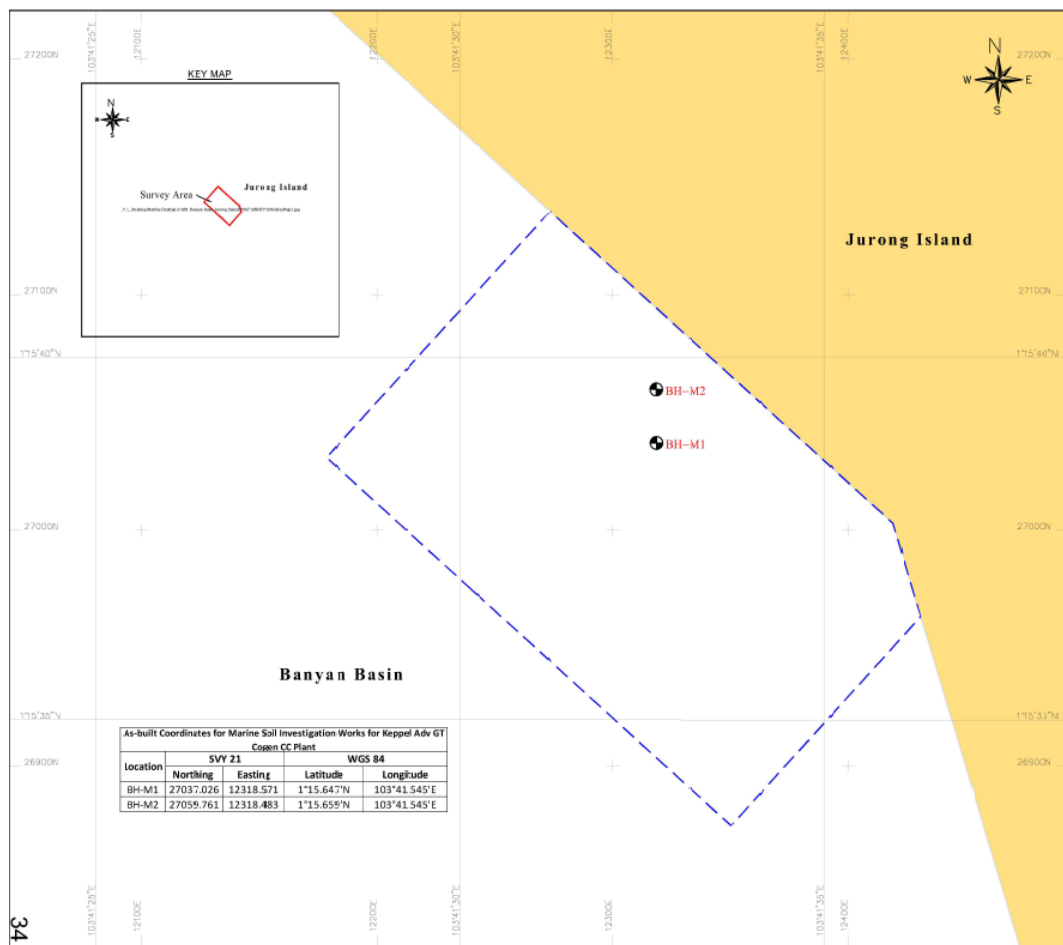 103°41'25"E
12100E
12200E
103°41'30"E
12300E
103°41'35"E
12400E
27200N
27200N
KEY MAP
N
W
E
S
N
W
E
S
Survey Area
Jurong Island
Jurong Island
27100N
27100N
1°15'40"N
1°15'40"N
BH-M2
BH-M1
27000N
27000N
Banyan Basin
1°15'35"N
As-built Coordinates for Marine Soil Investigation Works for Keppel Adv GT
Cogen CC Plant
Location SVY 21 WGS 84
Northing Easting Latitude Longitude
BH-M1 27037.026 12318.571 1°15.647'N 103°41.545'E
BH-M2 27059.761 12318.483 1°15.659'N 103°41.545'E
26900N
26900N
103°41'25"E
12100E
12200E
103°41'30"E
12300E
103°41'35"E
12400E
34